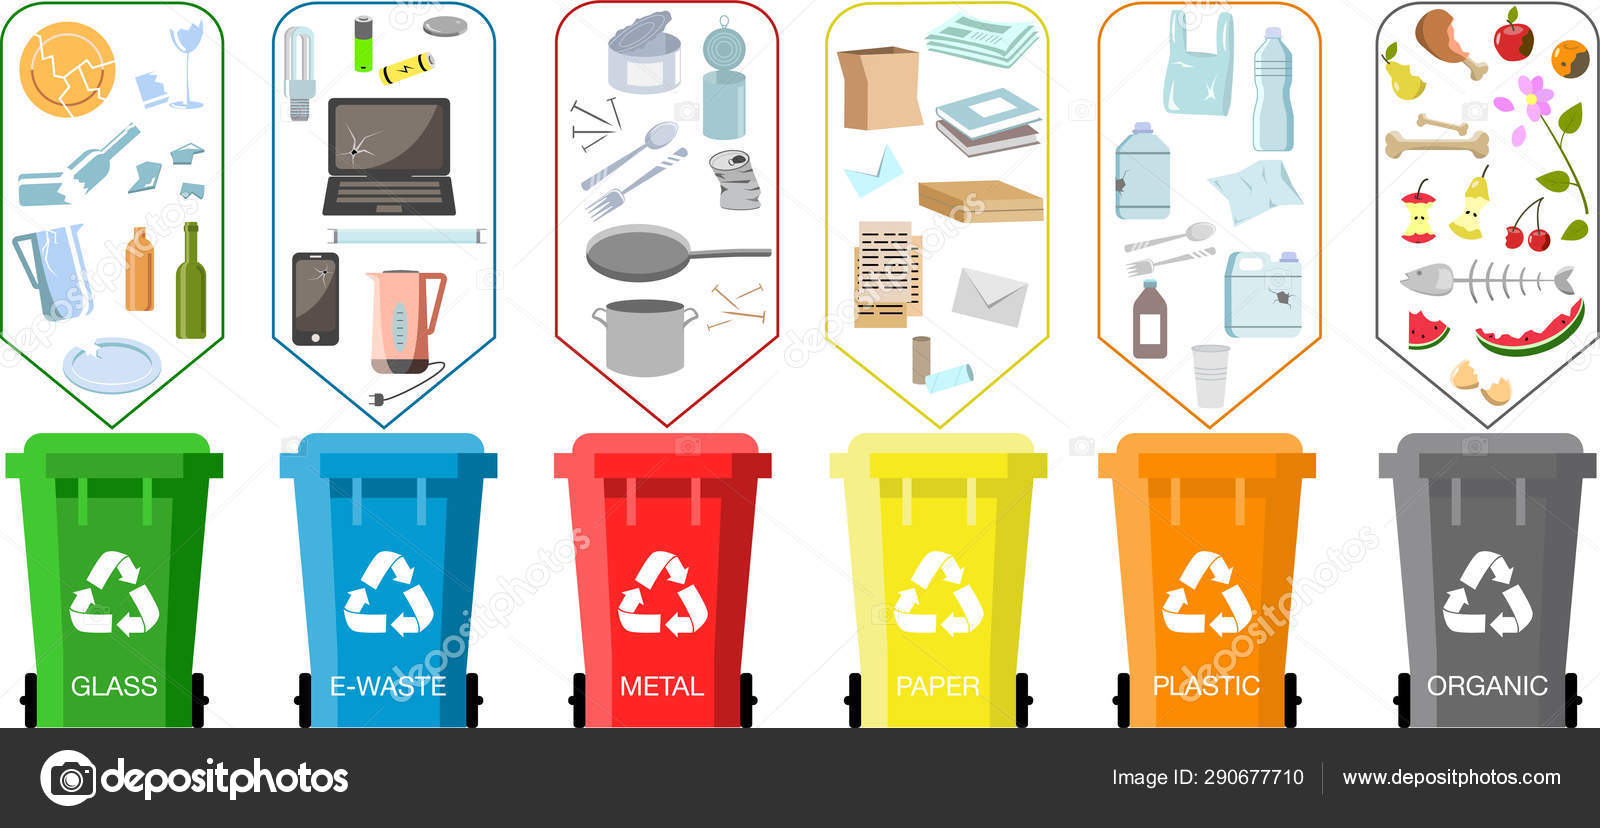 GLASS
E-WASTE
METAL
PAPER
PLASTIC
ORGANIC
depositphotos
Image ID: 290677710
www.depositphotos.com